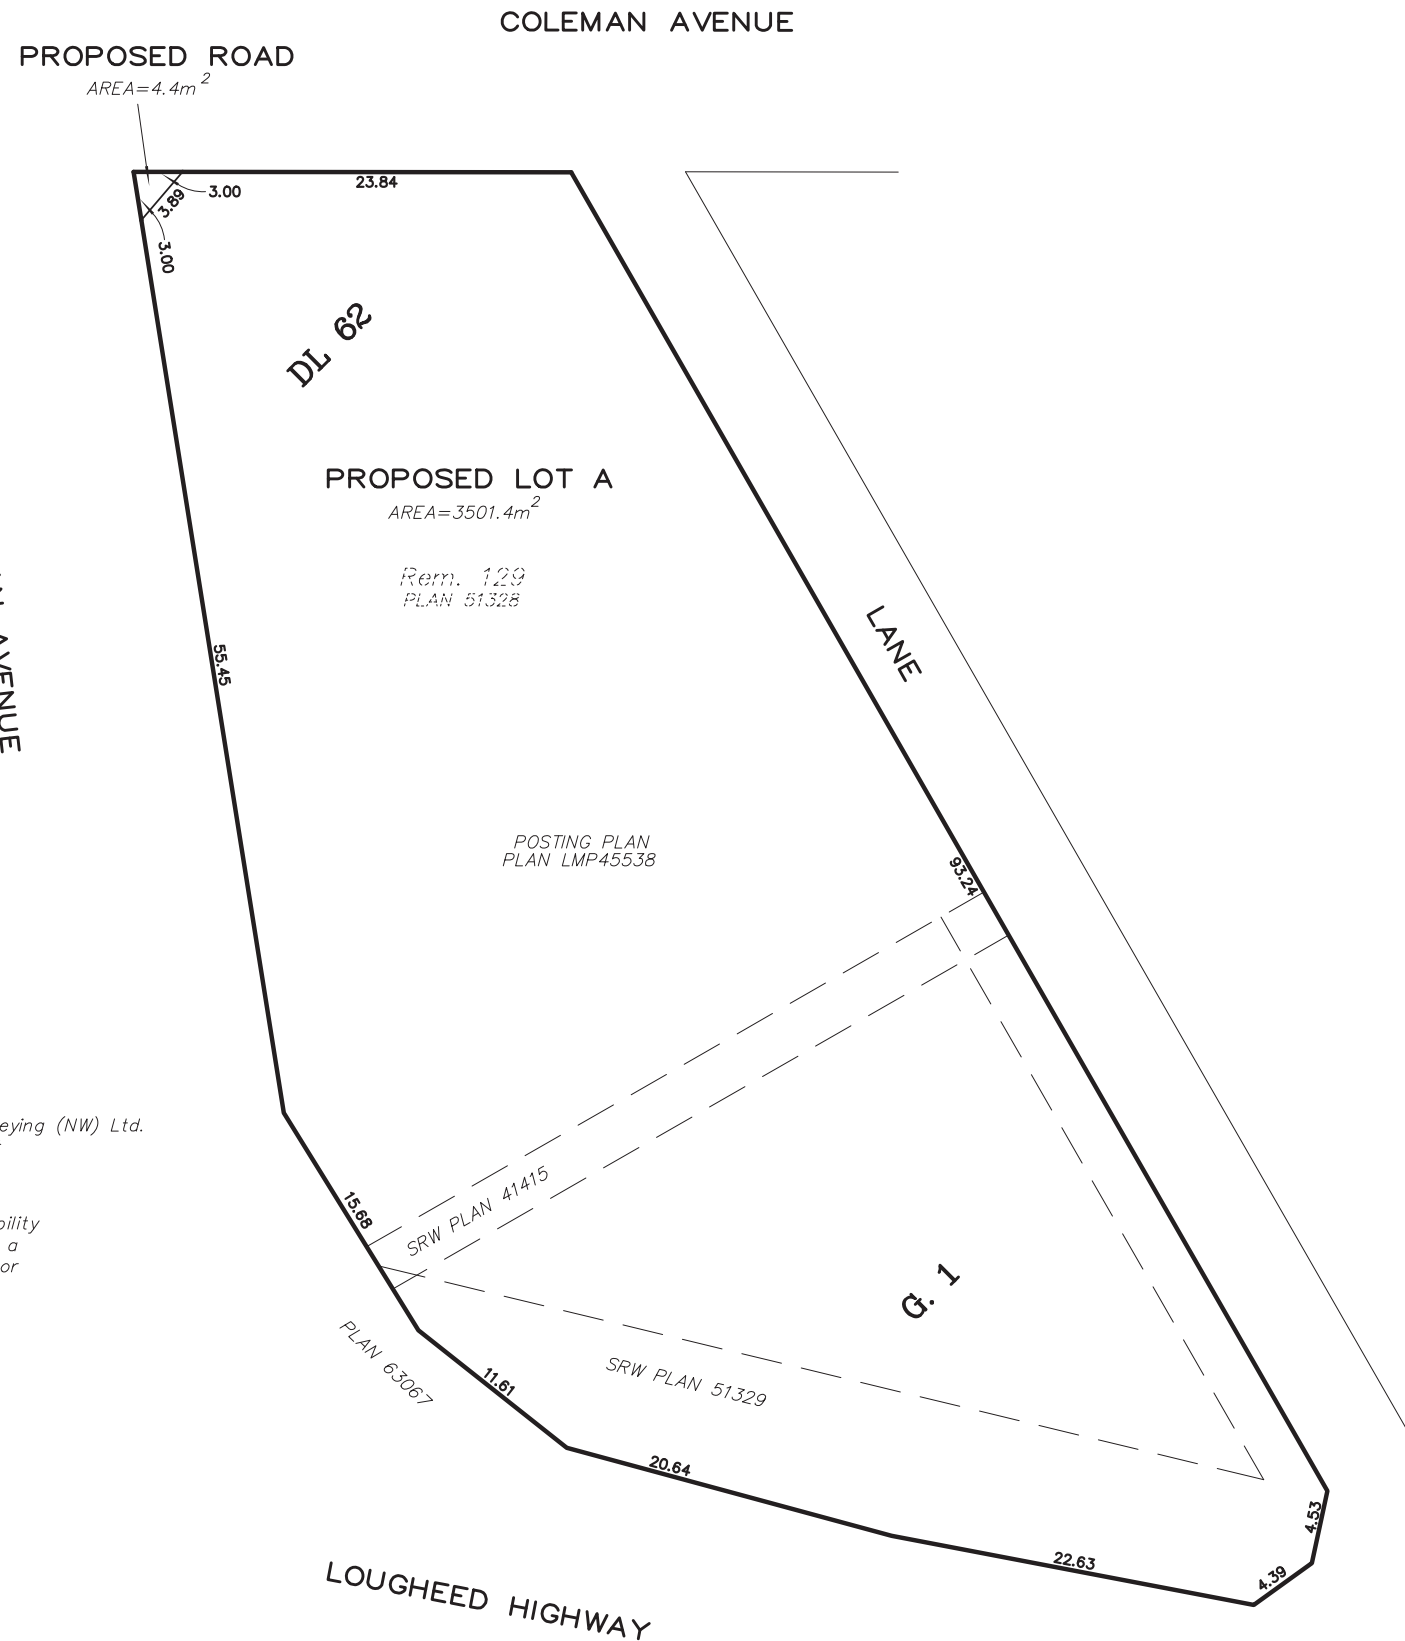 COLEMAN AVENUE
PROPOSED ROAD
AREA=4.4m²
23.84
3.00
3.89
3.00
DL 62
PROPOSED LOT A
AREA=3501.4m²
Rem. 129
PLAN 51328
LANE
55.45
AVENUE
POSTING PLAN
PLAN LMP45538
93.24
eying (NW) Ltd.
15.68
SRW PLAN 41415
bility
a
or
G. 1
PLAN 63067
11.61
SRW PLAN 51329
20.64
4.53
22.63
4.39
LOUGHEED HIGHWAY